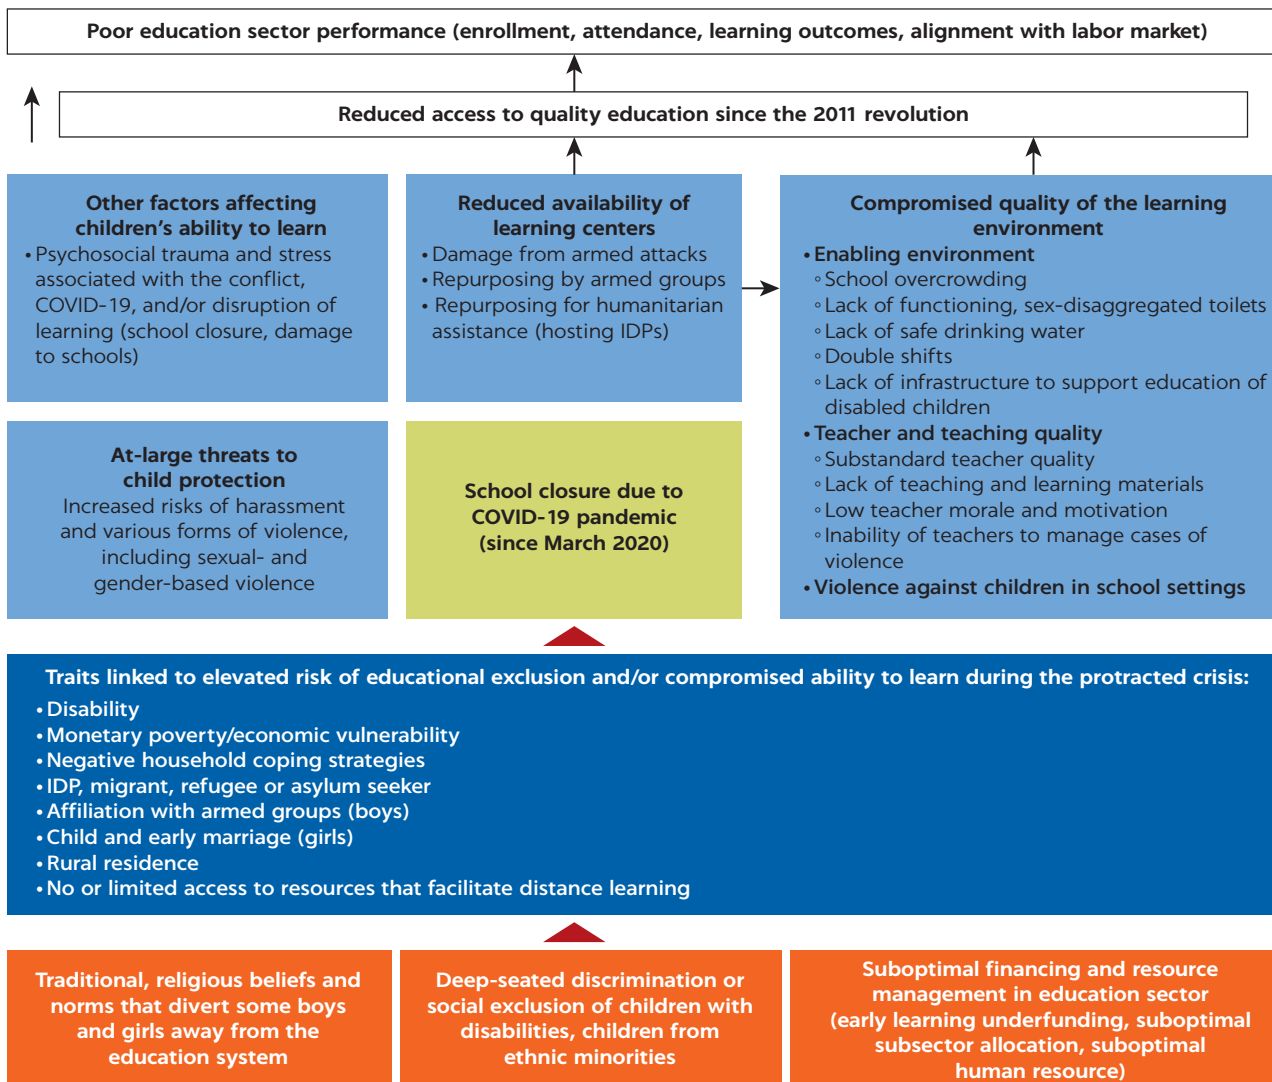 Poor education sector performance (enrollment, attendance, learning outcomes, alignment with labor market)
Reduced access to quality education since the 2011 revolution
Other factors affecting
children’s ability to learn
• Psychosocial trauma and stress
associated with the conflict,
COVID-19, and/or disruption of
learning (school closure, damage
to schools)
Reduced availability of
learning centers
• Damage from armed attacks
• Repurposing by armed groups
• Repurposing for humanitarian
assistance (hosting IDPs)
Compromised quality of the learning
environment
• Enabling environment
◦ School overcrowding
◦ Lack of functioning, sex-disaggregated toilets
◦ Lack of safe drinking water
◦ Double shifts
◦ Lack of infrastructure to support education of
disabled children
• Teacher and teaching quality
◦ Substandard teacher quality
◦ Lack of teaching and learning materials
◦ Low teacher morale and motivation
◦ Inability of teachers to manage cases of
violence
• Violence against children in school settings
At-large threats to
child protection
Increased risks of harassment
and various forms of violence,
including sexual- and
gender-based violence
School closure due to
COVID-19 pandemic
(since March 2020)
Traits linked to elevated risk of educational exclusion and/or compromised ability to learn during the protracted crisis:
• Disability
• Monetary poverty/economic vulnerability
• Negative household coping strategies
• IDP, migrant, refugee or asylum seeker
• Affiliation with armed groups (boys)
• Child and early marriage (girls)
• Rural residence
• No or limited access to resources that facilitate distance learning
Traditional, religious beliefs and
norms that divert some boys
and girls away from the
education system
Deep-seated discrimination or
social exclusion of children with
disabilities, children from
ethnic minorities
Suboptimal financing and resource
management in education sector
(early learning underfunding, suboptimal
subsector allocation, suboptimal
human resource)